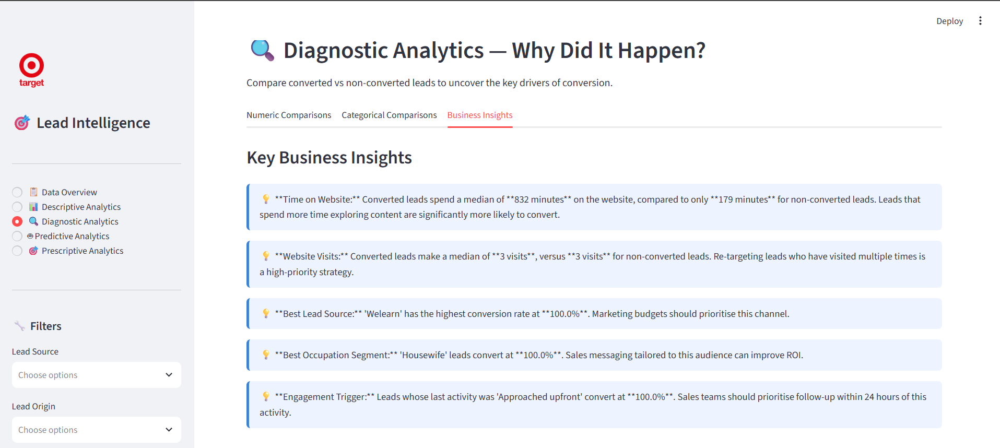 Deploy
target
Lead Intelligence
Data Overview
Descriptive Analytics
Diagnostic Analytics
Predictive Analytics
Prescriptive Analytics
Filters
Lead Source
Choose options
Lead Origin
Choose options
Diagnostic Analytics — Why Did It Happen?
Compare converted vs non-converted leads to uncover the key drivers of conversion.
Numeric Comparisons
Categorical Comparisons
Business Insights
Key Business Insights
**Time on Website:** Converted leads spend a median of **832 minutes** on the website, compared to only **179 minutes** for non-converted leads. Leads that
spend more time exploring content are significantly more likely to convert.
**Website Visits:** Converted leads make a median of **3 visits**, versus **3 visits** for non-converted leads. Re-targeting leads who have visited multiple times is
a high-priority strategy.
**Best Lead Source:** 'Welearn' has the highest conversion rate at **100.0%**. Marketing budgets should prioritise this channel.
**Best Occupation Segment:** 'Housewife' leads convert at **100.0%**. Sales messaging tailored to this audience can improve ROI.
**Engagement Trigger:** Leads whose last activity was 'Approached upfront' convert at **100.0%**. Sales teams should prioritise follow-up within 24 hours of this
activity.